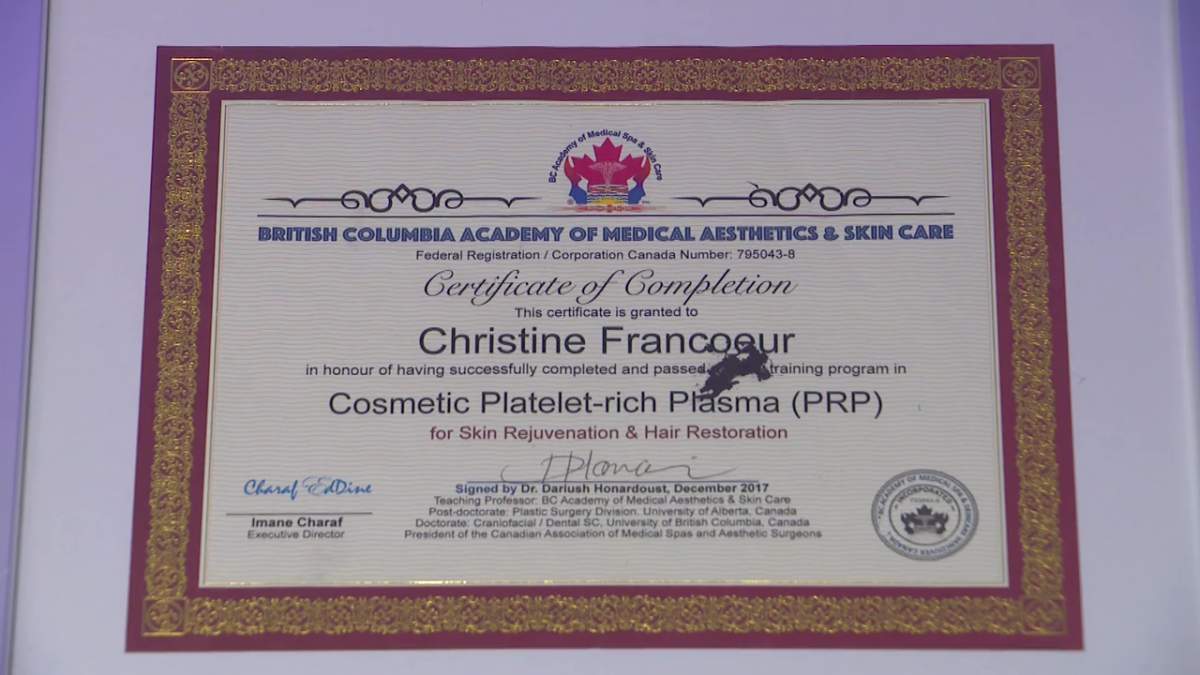 BC Academy of Medical Spa & Skin Care
BRITISH COLUMBIA ACADEMY OF MEDICAL AESTHETICS & SKIN CARE
Federal Registration / Corporation Canada Number: 795043-8
Certificate of Completion
This certificate is granted to
Christine Francoeur
in honour of having successfully completed and passed training program in
Cosmetic Platelet-rich Plasma (PRP)
for Skin Rejuvenation & Hair Restoration
Charaf EdDine
Imane Charaf
Executive Director
Signed by Dr. Dariush Honardoust, December 2017
Teaching Professor: BC Academy of Medical Aesthetics & Skin Care
Post-doctorate: Plastic Surgery Division. University of Alberta, Canada
Doctorate: Craniofacial / Dental SC, University of British Columbia, Canada
President of the Canadian Association of Medical Spas and Aesthetic Surgeons
INCORPORATED